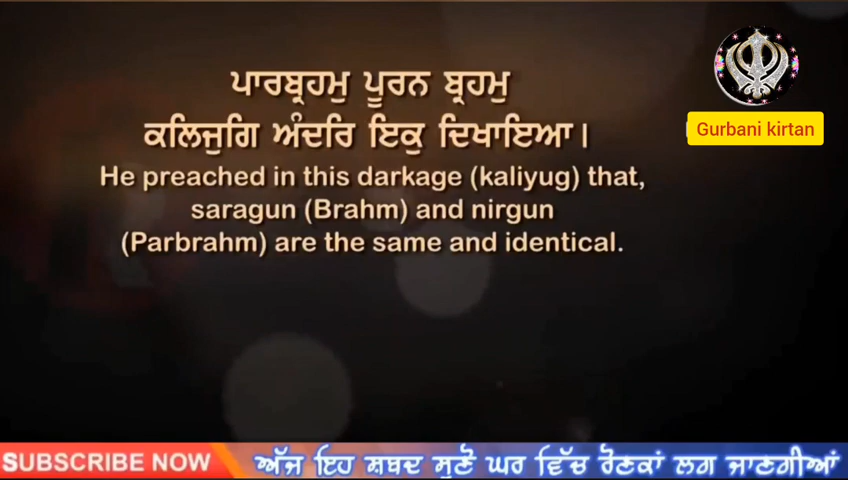 ਪਾਰਬ੍ਰਹਮੁ ਪੂਰਨ ਬ੍ਰਹਮੁ
ਕਲਿਜੁਗਿ ਅੰਦਰਿ ਇਕੁ ਦਿਖਾਇਆ।
He preached in this darkage (kaliyug) that,
saragun (Brahm) and nirgun
(Parbrahm) are the same and identical.
Gurbani kirtan
SUBSCRIBE NOW
ਅੱਜ ਇਹ ਸ਼ਬਦ ਸੁਣੋ ਘਰ ਵਿੱਚ ਰੌਣਕਾਂ ਲਗ ਜਾਣਗੀਆਂ